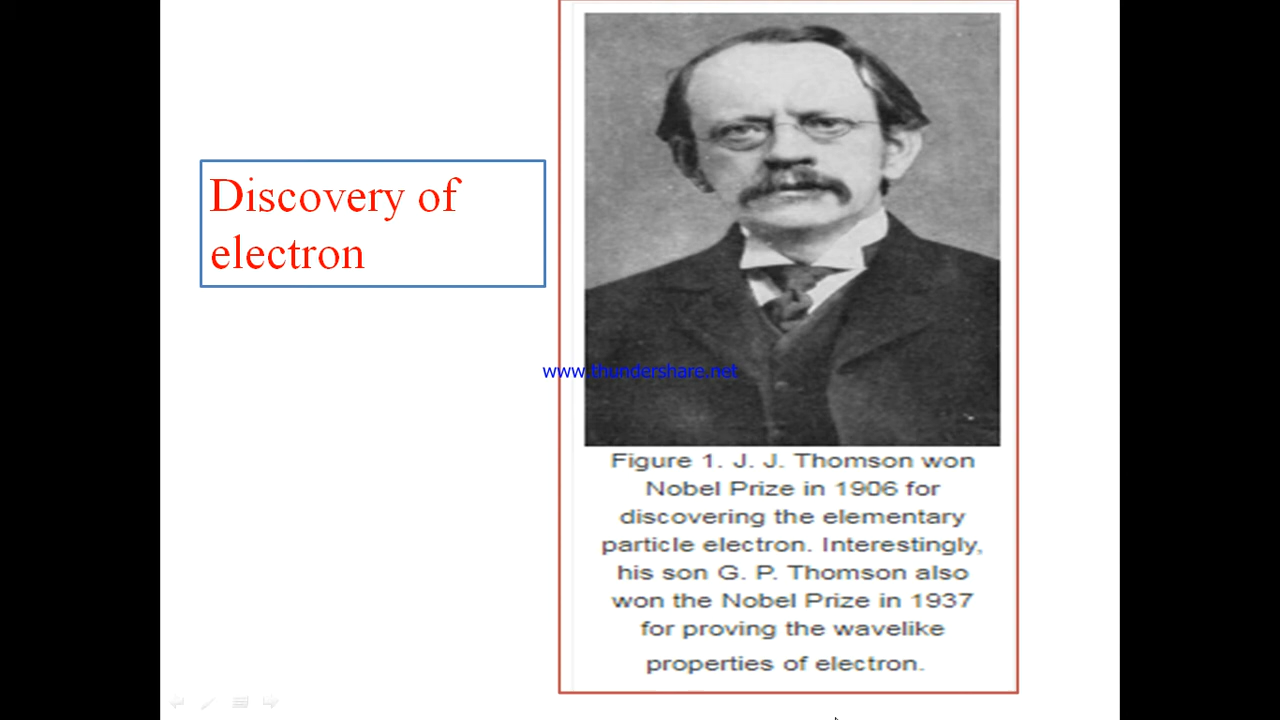 Discovery of
electron
www.thundershare.net
Figure 1. J. J. Thomson won
Nobel Prize in 1906 for
discovering the elementary
particle electron. Interestingly,
his son G. P. Thomson also
won the Nobel Prize in 1937
for proving the wavelike
properties of electron.